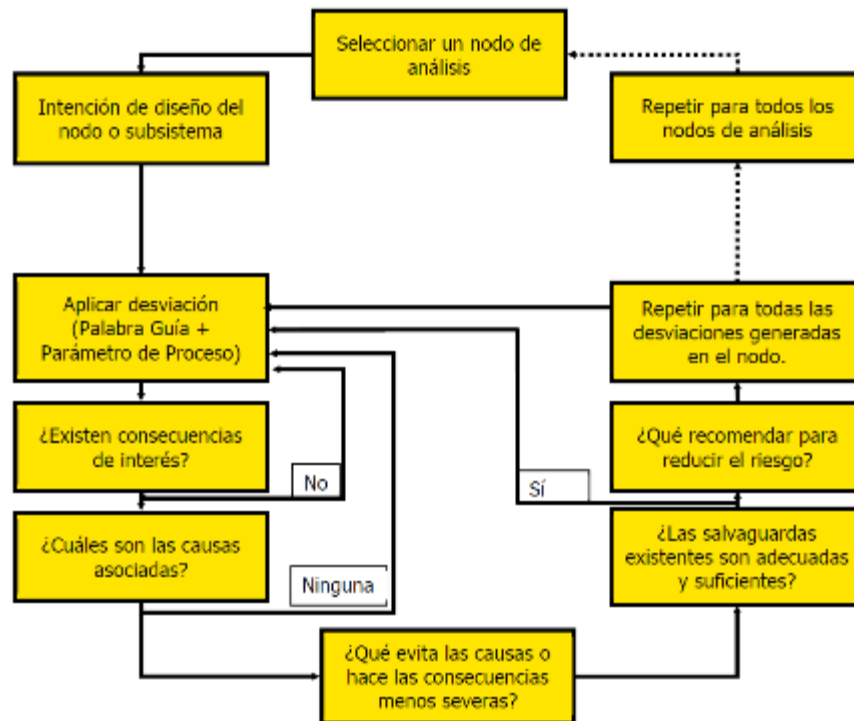 Seleccionar un nodo de
análisis
Intención de diseño del
nodo o subsistema
Repetir para todos los
nodos de análisis
Aplicar desviación
(Palabra Guía +
Parámetro de Proceso)
Repetir para todas las
desviaciones generadas
en el nodo.
¿Existen consecuencias
de interés?
¿Qué recomendar para
reducir el riesgo?
No
Sí
¿Cuáles son las causas
asociadas?
¿Las salvaguardas
existentes son adecuadas
y suficientes?
Ninguna
¿Qué evita las causas o
hace las consecuencias
menos severas?